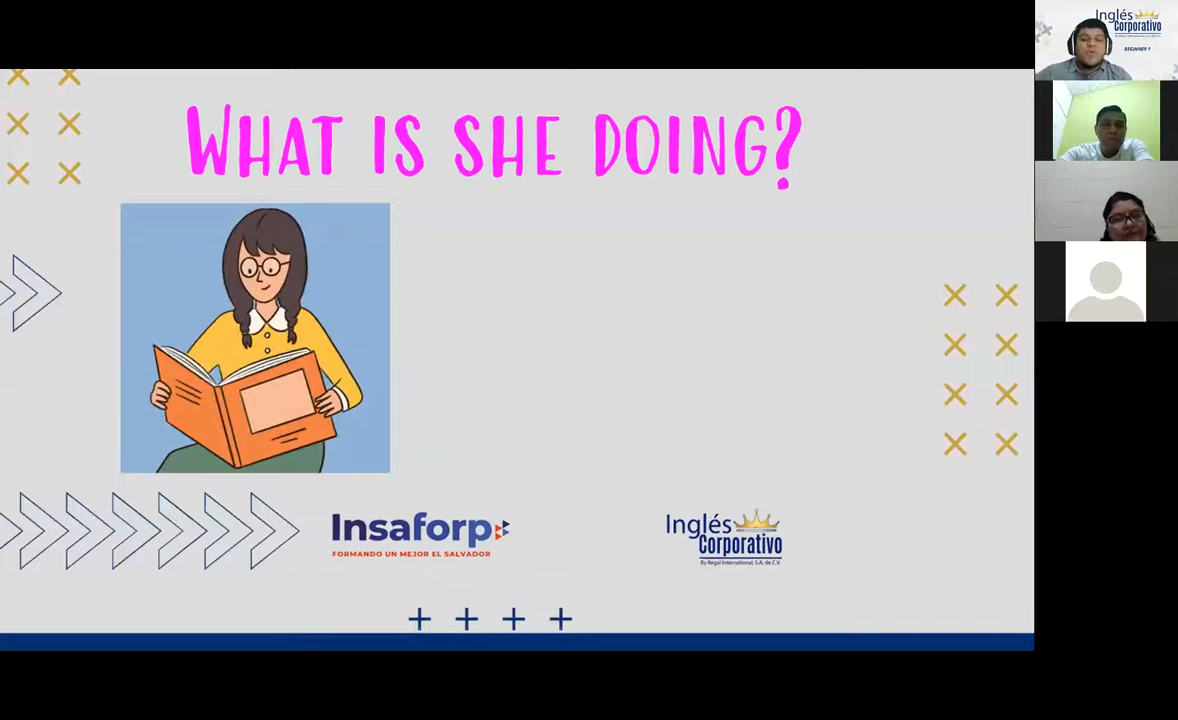 WHAT IS SHE DOING?
Insaforp
FORMANDO UN MEJOR EL SALVADOR
Inglés
Corporativo
By Regal International, S.A. de C.V.
Inglés
Corporativo
BEGINNER 1